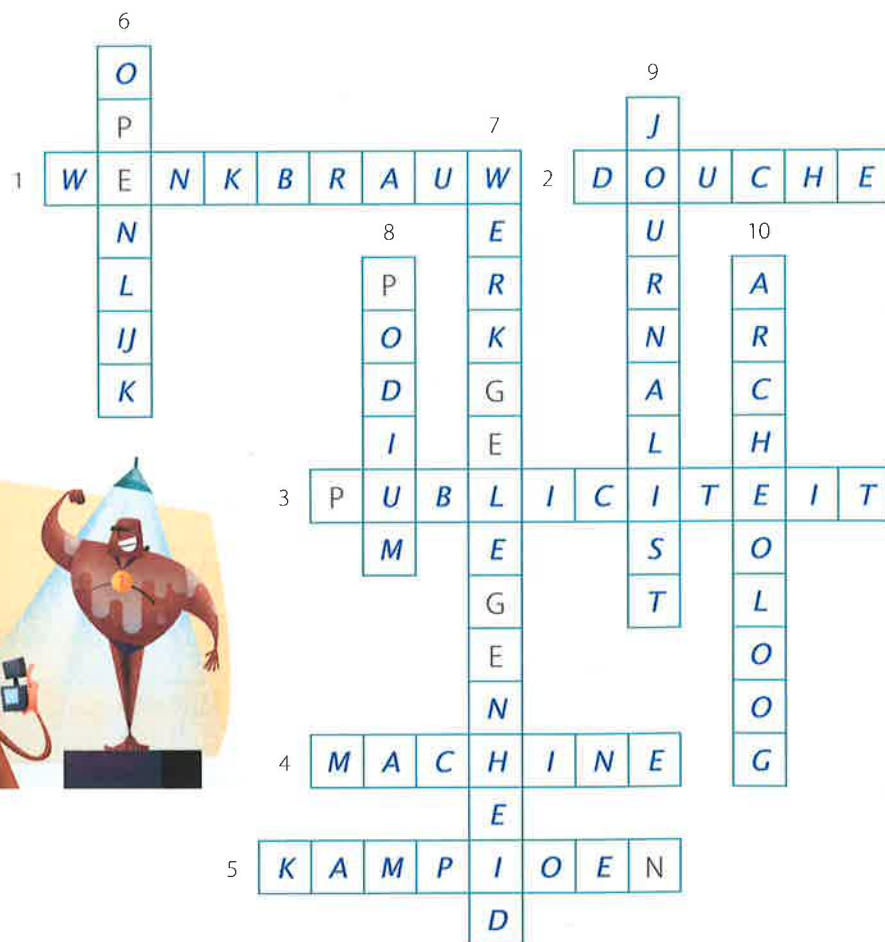 6
O 9
P 7 J
1 W E N K B R A U W 2 D O U C H E
N 8 E U 10
L P R R A
IJ O K N R
K D G A C
I E L H
3 P U B L I C I T E I T
M E S O
G T L
E O
N O
4 M A C H I N E G
E
5 K A M P I O E N
D